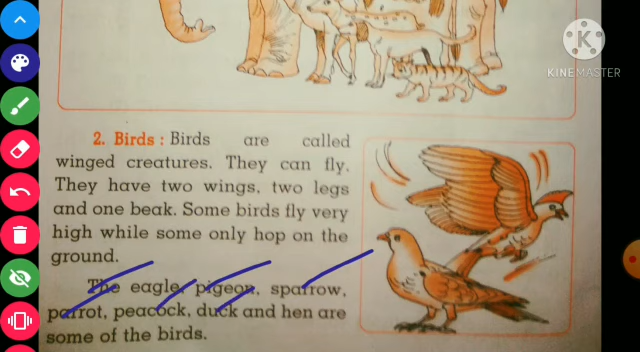 KINEMASTER
2. Birds : Birds are called
winged creatures. They can fly.
They have two wings, two legs
and one beak. Some birds fly very
high while some only hop on the
ground.
The eagle, pigeon, sparrow,
parrot, peacock, duck and hen are
some of the birds.